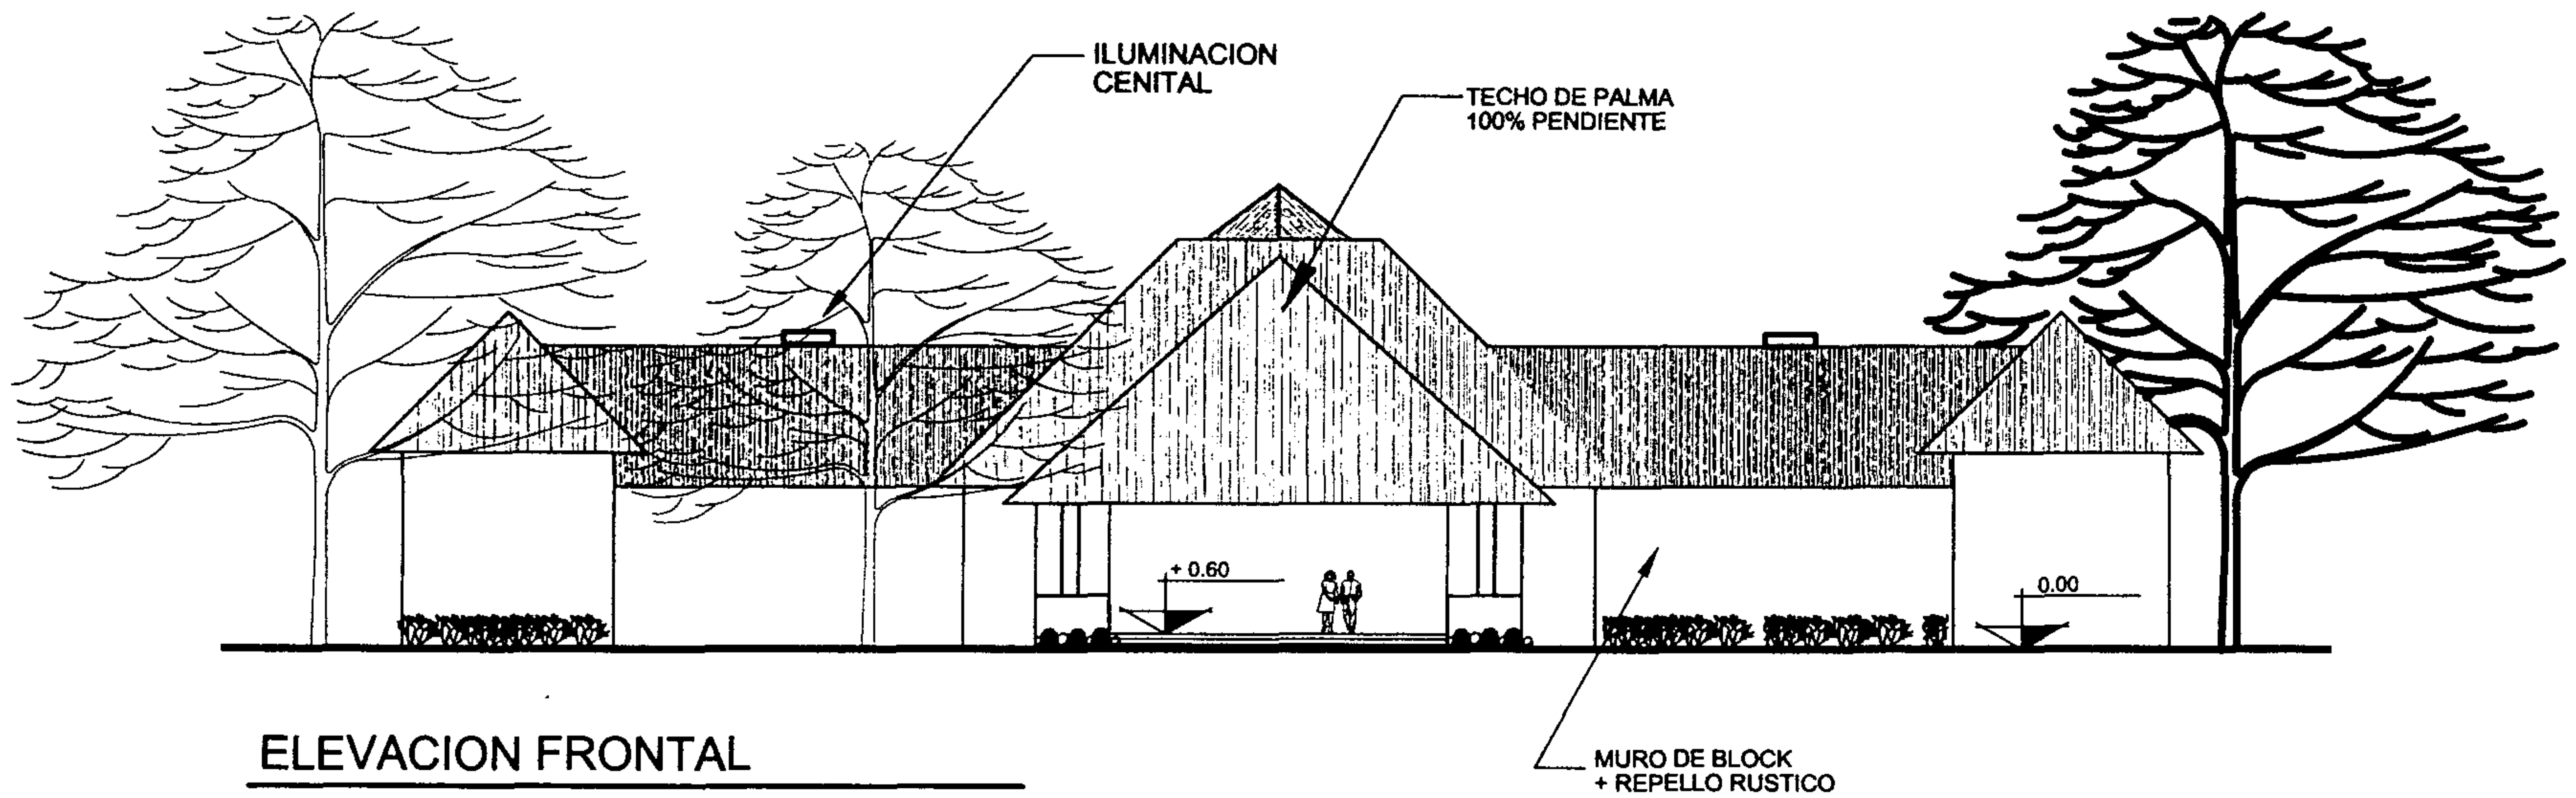 ILUMINACION
CENITAL
TECHO DE PALMA
100% PENDIENTE
+ 0.60
0.00
ELEVACION FRONTAL
MURO DE BLOCK
+ REPELLO RUSTICO